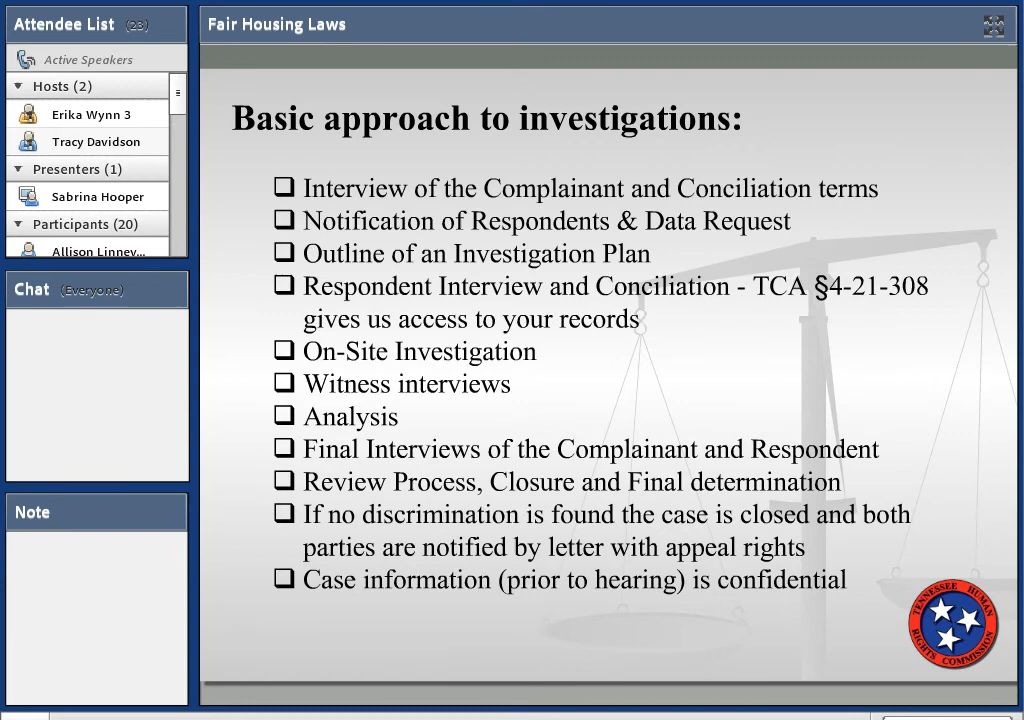 Attendee List (23)
Active Speakers
Hosts (2)
Erika Wynn 3
Tracy Davidson
Presenters (1)
Sabrina Hooper
Participants (20)
Allison Linney...
Chat (Everyone)
Note
Fair Housing Laws
Basic approach to investigations:
Interview of the Complainant and Conciliation terms
Notification of Respondents & Data Request
Outline of an Investigation Plan
Respondent Interview and Conciliation - TCA §4-21-308
gives us access to your records
On-Site Investigation
Witness interviews
Analysis
Final Interviews of the Complainant and Respondent
Review Process, Closure and Final determination
If no discrimination is found the case is closed and both
parties are notified by letter with appeal rights
Case information (prior to hearing) is confidential
TENNESSEE HUMAN
RIGHTS COMMISSION